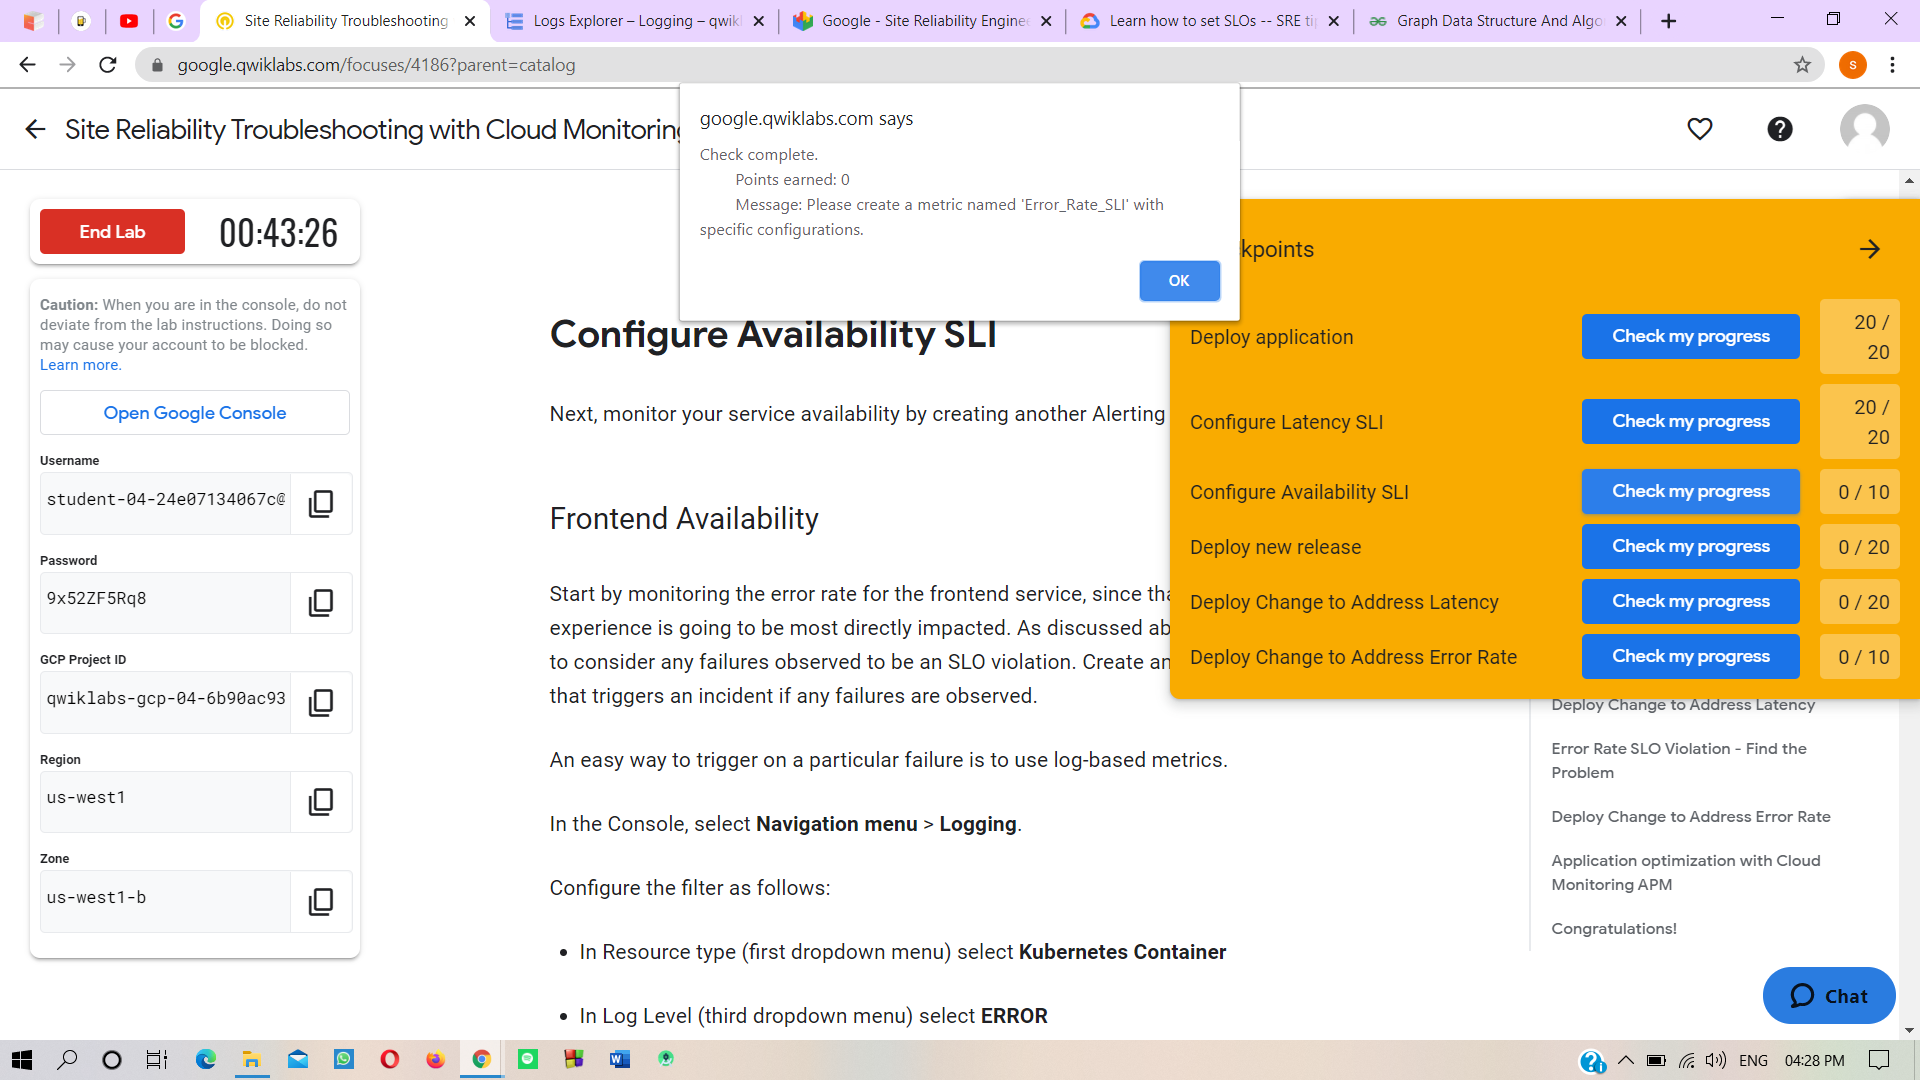 Site Reliability Troubleshooting
Logs Explorer – Logging – qwikl
Google - Site Reliability Enginee
Learn how to set SLOs -- SRE tip
Graph Data Structure And Algo
google.qwiklabs.com/focuses/4186?parent=catalog
s
Site Reliability Troubleshooting with Cloud Monitoring
google.qwiklabs.com says
Check complete.
Points earned: 0
Message: Please create a metric named 'Error_Rate_SLI' with
specific configurations.
OK
End Lab
00:43:26
Caution: When you are in the console, do not
deviate from the lab instructions. Doing so
may cause your account to be blocked.
Learn more.
Open Google Console
Username
student-04-24e07134067c@
Password
9x52ZF5Rq8
GCP Project ID
qwiklabs-gcp-04-6b90ac93
Region
us-west1
Zone
us-west1-b
Configure Availability SLI
Next, monitor your service availability by creating another Alerting
Frontend Availability
Start by monitoring the error rate for the frontend service, since tha
experience is going to be most directly impacted. As discussed ab
to consider any failures observed to be an SLO violation. Create an
that triggers an incident if any failures are observed.
An easy way to trigger on a particular failure is to use log-based metrics.
In the Console, select Navigation menu > Logging.
Configure the filter as follows:
• In Resource type (first dropdown menu) select Kubernetes Container
• In Log Level (third dropdown menu) select ERROR
kpoints
Deploy application
Check my progress
20 /
20
Configure Latency SLI
Check my progress
20 /
20
Configure Availability SLI
Check my progress
0 / 10
Deploy new release
Check my progress
0 / 20
Deploy Change to Address Latency
Check my progress
0 / 20
Deploy Change to Address Error Rate
Check my progress
0 / 10
Deploy Change to Address Latency
Error Rate SLO Violation - Find the
Problem
Deploy Change to Address Error Rate
Application optimization with Cloud
Monitoring APM
Congratulations!
Chat
ENG
04:28 PM